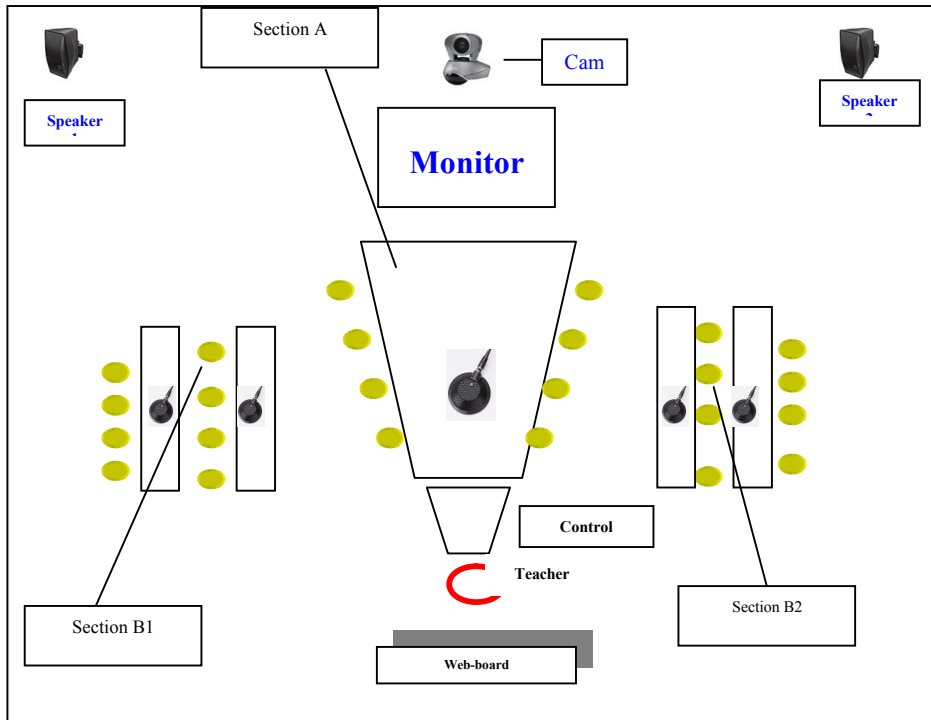 Section A
Cam
Speaker
Speaker
Monitor
Control
Teacher
Section B1
Section B2
Web-board